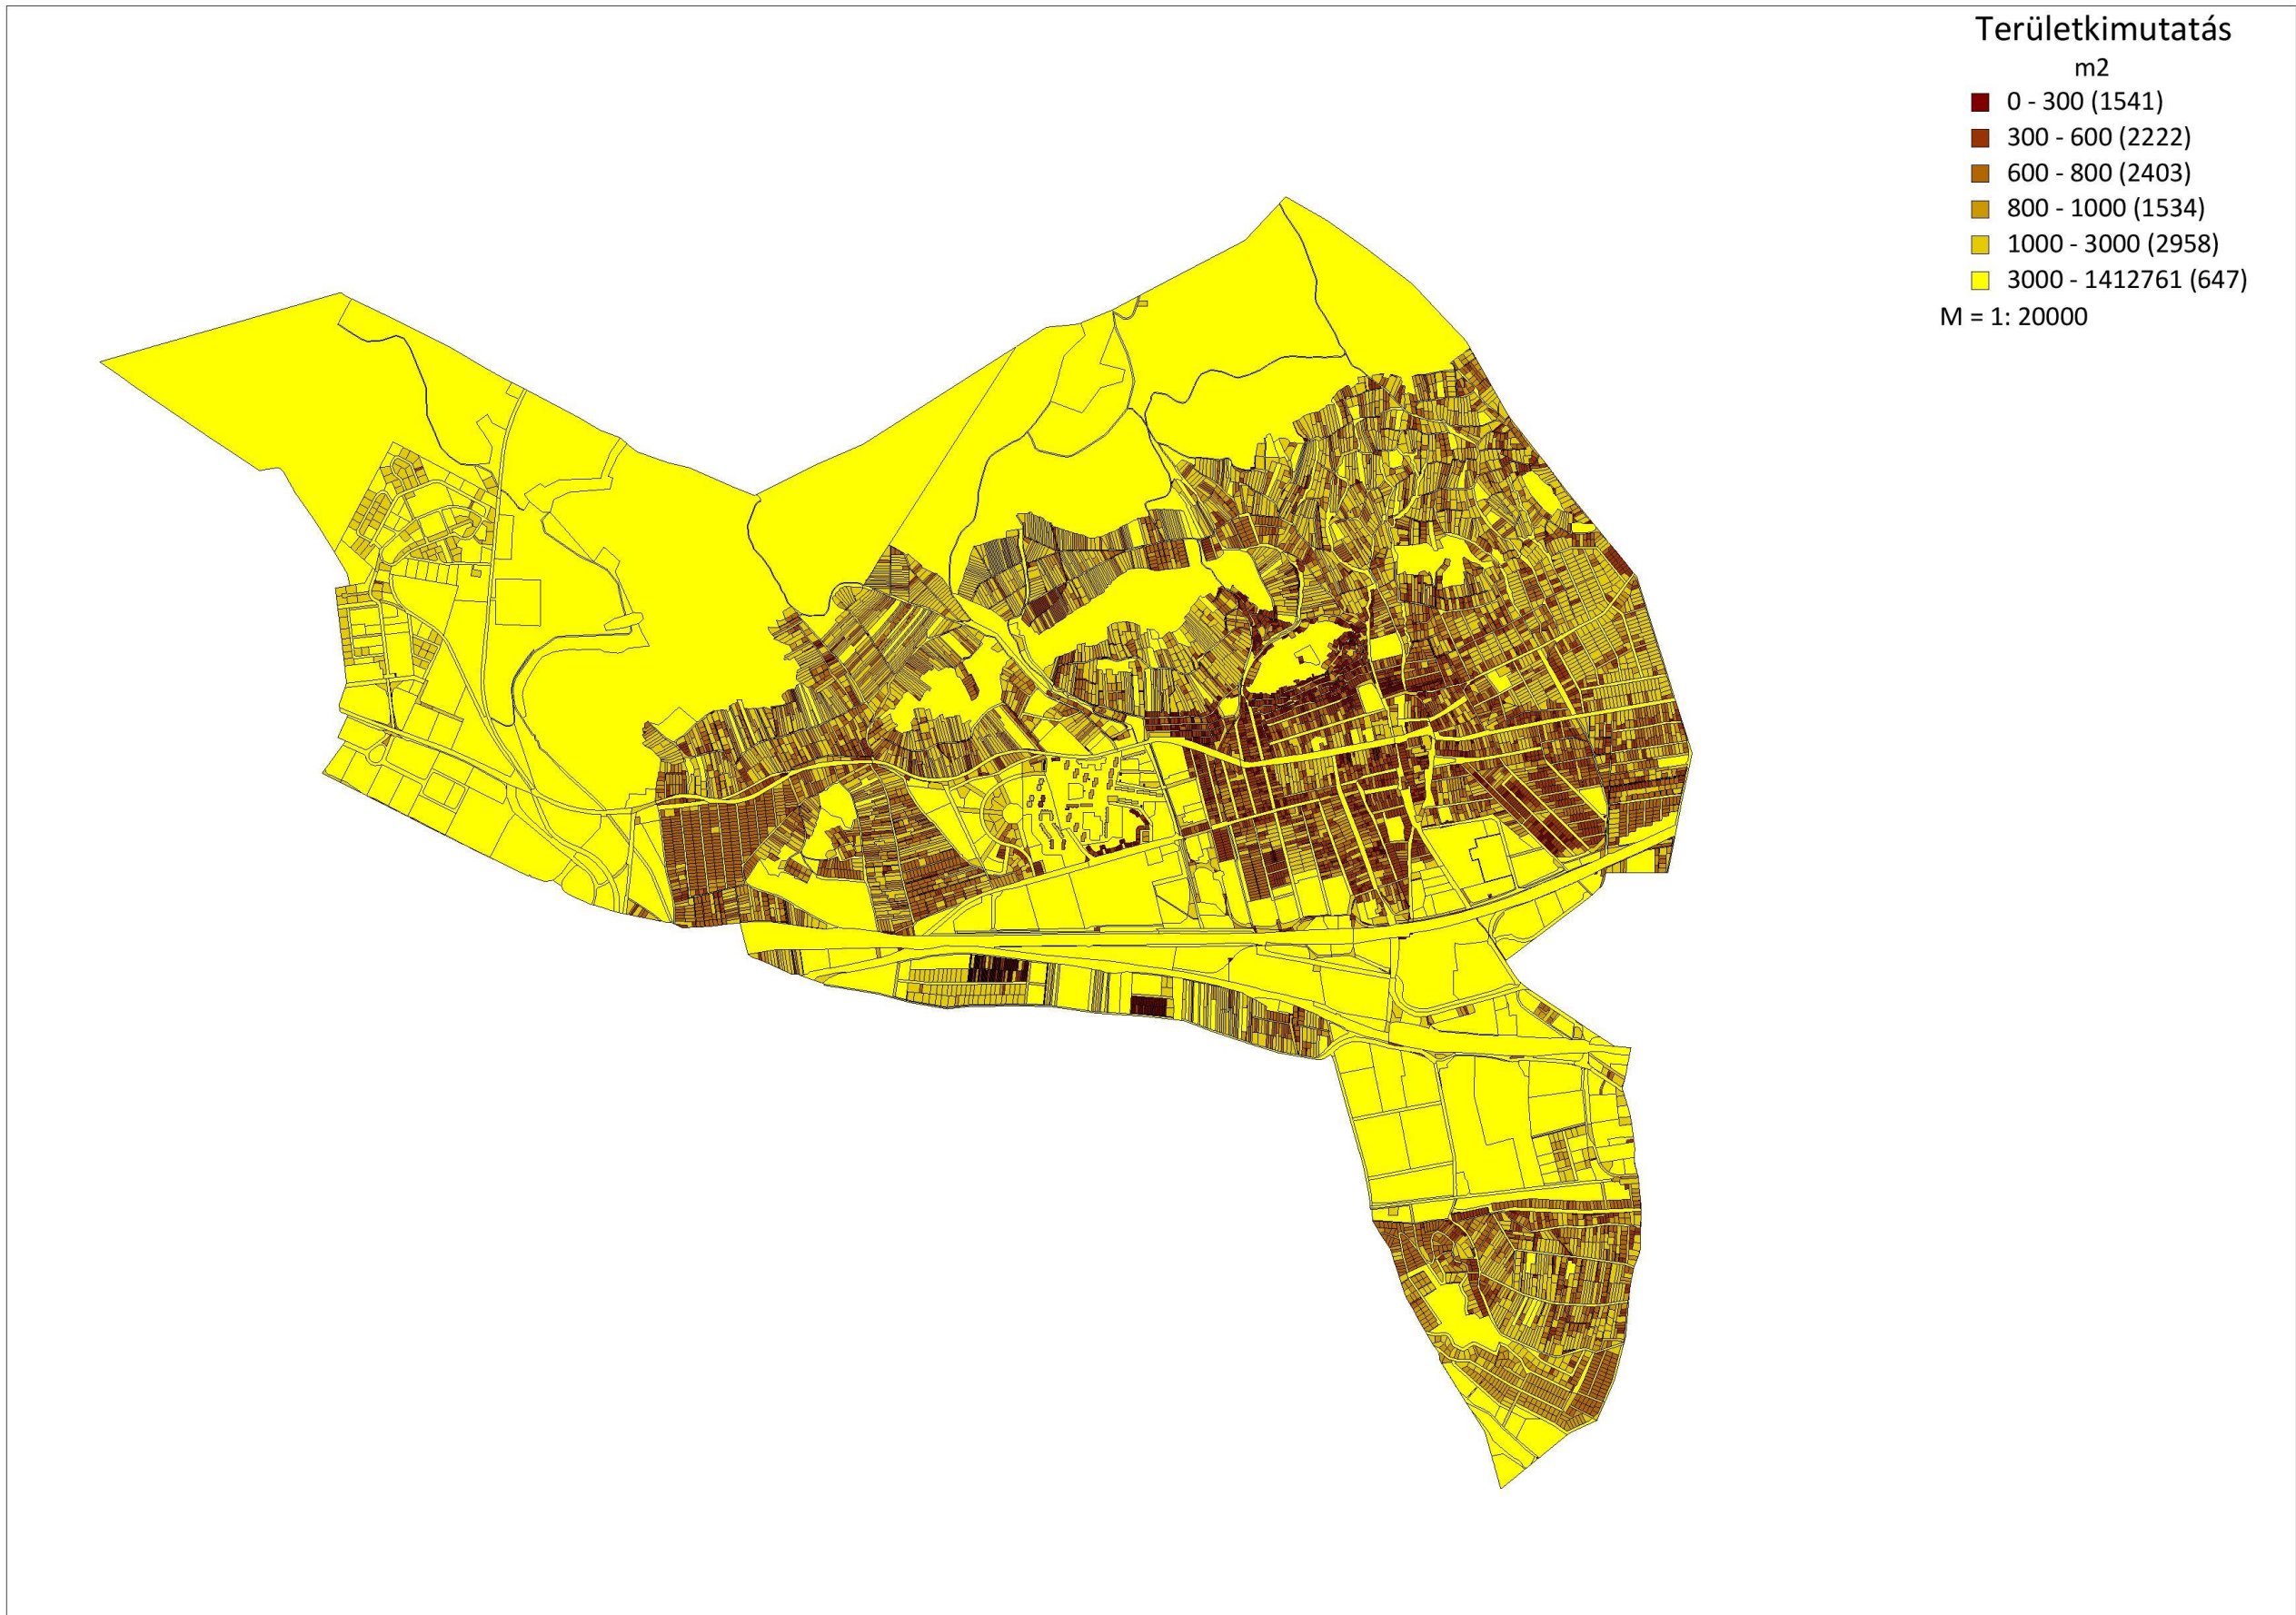 Területkimutatás
m2
0 - 300 (1541)
300 - 600 (2222)
600 - 800 (2403)
800 - 1000 (1534)
1000 - 3000 (2958)
3000 - 1412761 (647)
M = 1: 20000